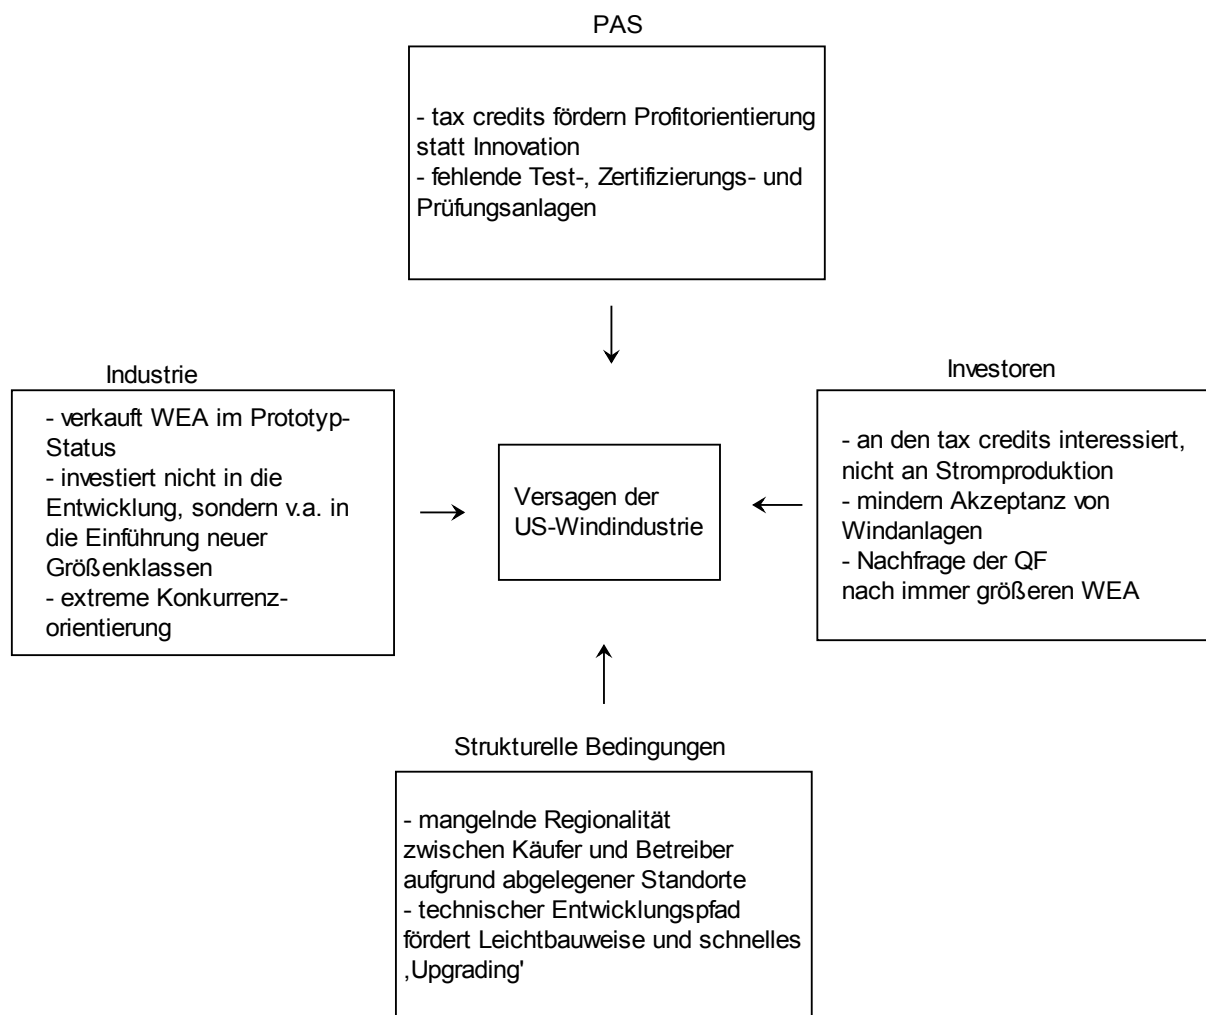 PAS
- tax credits fördern Profitorientierung
statt Innovation
- fehlende Test-, Zertifizierungs- und
Prüfungsanlagen
Industrie
- verkauft WEA im Prototyp-
Status
- investiert nicht in die
Entwicklung, sondern v.a. in
die Einführung neuer
Größenklassen
- extreme Konkurrenz-
orientierung
Versagen der
US-Windindustrie
Investoren
- an den tax credits interessiert,
nicht an Stromproduktion
- mindern Akzeptanz von
Windanlagen
- Nachfrage der QF
nach immer größeren WEA
Strukturelle Bedingungen
- mangelnde Regionalität
zwischen Käufer und Betreiber
aufgrund abgelegener Standorte
- technischer Entwicklungspfad
fördert Leichtbauweise und schnelles
‚Upgrading'